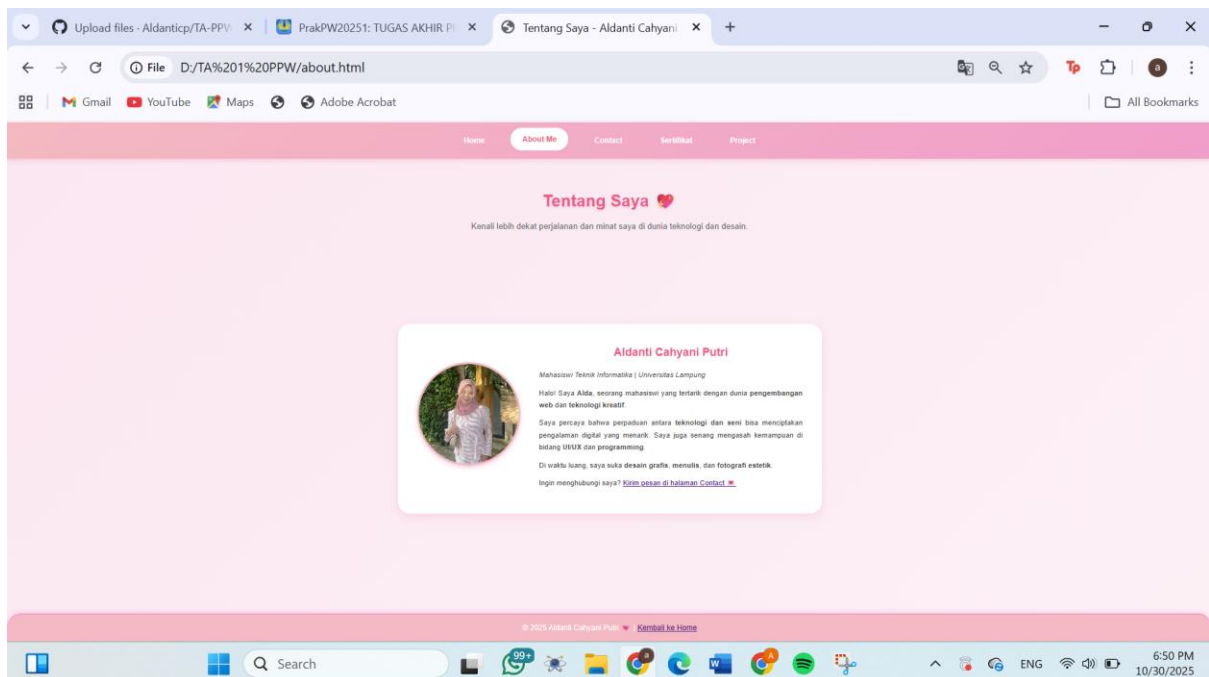 Upload files · Aldanticp/TA-PPW
PrakPW20251: TUGAS AKHIR P
Tentang Saya - Aldanti Cahyani
File D:/TA%201%20PPW/about.html
Tp
a
Gmail YouTube Maps Adobe Acrobat All Bookmarks
Home About Me Contact Sertifikat Project
Tentang Saya 💖
Kenali lebih dekat perjalanan dan minat saya di dunia teknologi dan desain.
Aldanti Cahyani Putri
Mahasiswi Teknik Informatika | Universitas Lampung
Halo! Saya Alda, seorang mahasiswi yang tertarik dengan dunia pengembangan
web dan teknologi kreatif.
Saya percaya bahwa perpaduan antara teknologi dan seni bisa menciptakan
pengalaman digital yang menarik. Saya juga senang mengasah kemampuan di
bidang UI/UX dan programming.
Di waktu luang, saya suka desain grafis, menulis, dan fotografi estetik.
Ingin menghubungi saya? Kirim pesan di halaman Contact 💌
© 2025 Aldanti Cahyani Putri 💗 | Kembali ke Home
Search
99+
ENG
6:50 PM
10/30/2025